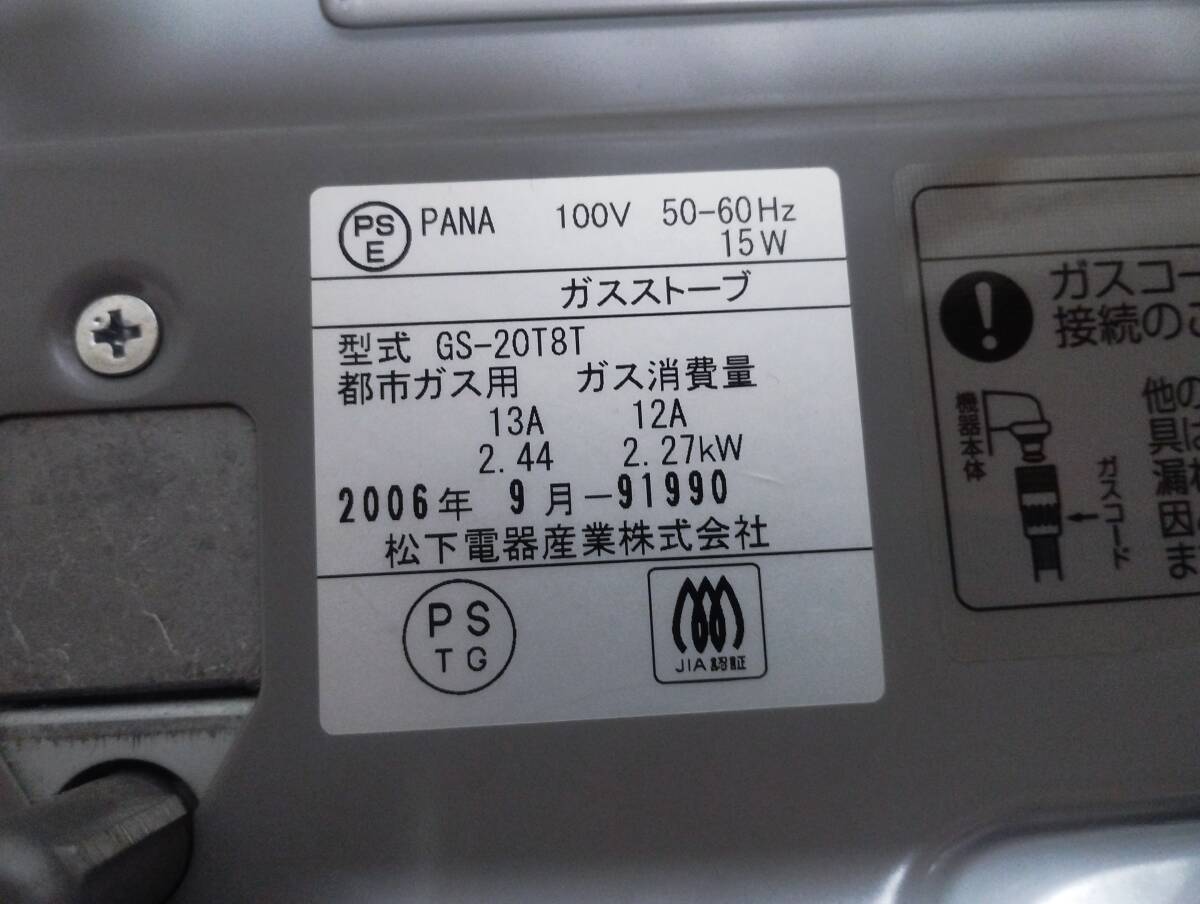 PS
E
PANA 100V 50-60Hz
15W
ガスストーブ
型式 GS-20T8T
都市ガス用 ガス消費量
13A 12A
2.44 2.27kW
2006年 9月-91990
松下電器産業株式会社
PS
TG
JIA認証
ガスコー
接続の
機器本体
ガスコード
他の
具は
漏れ
因
ま